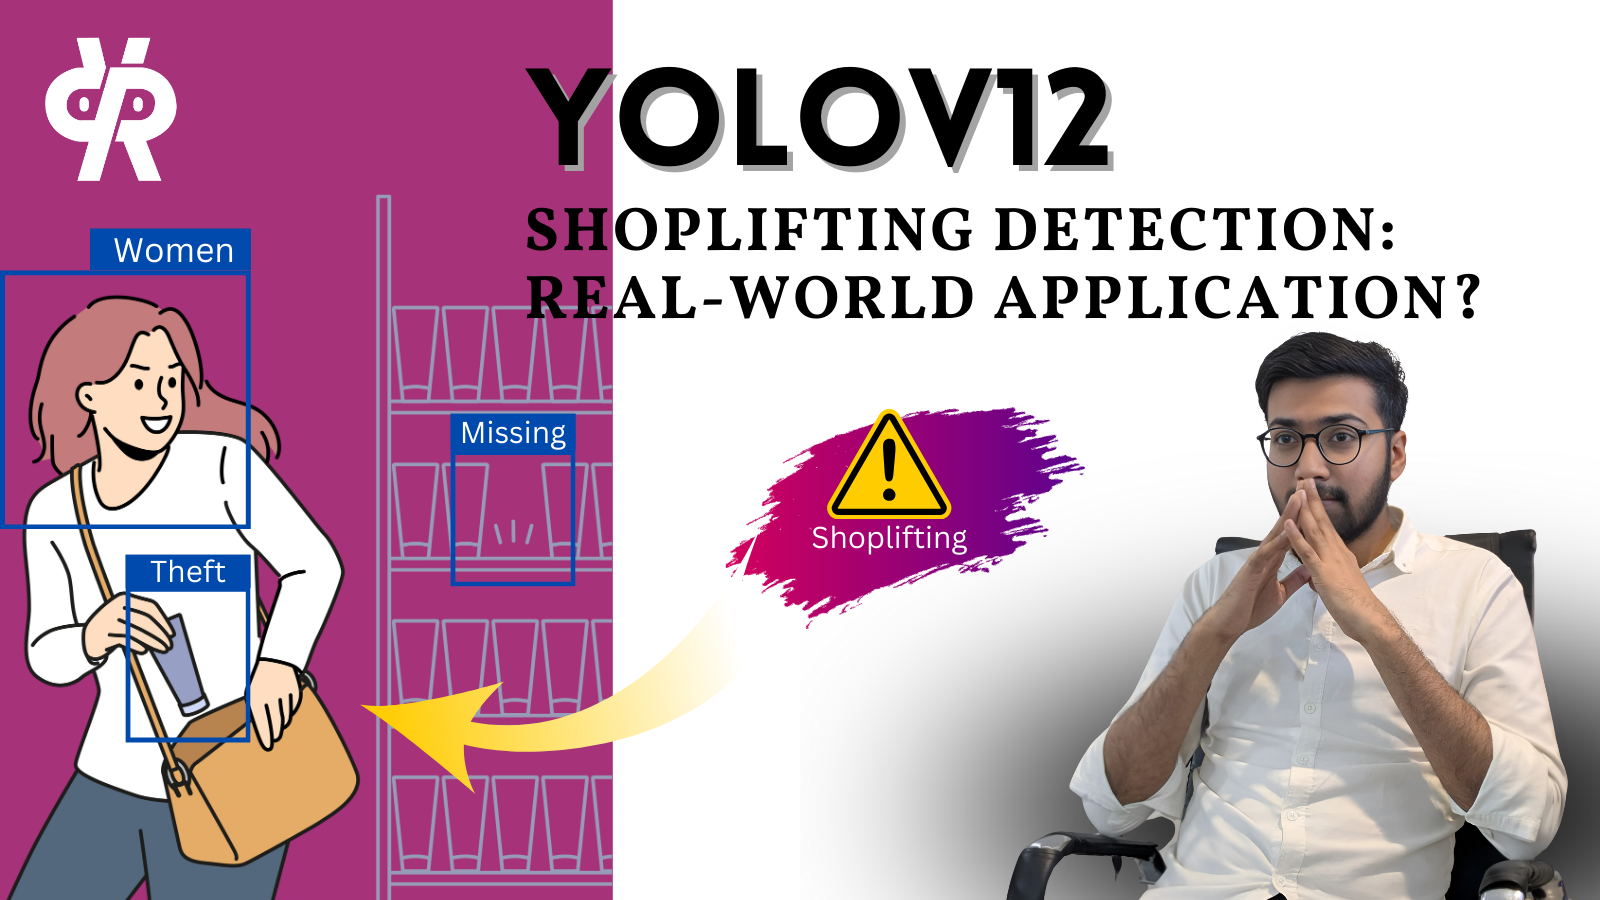 YOLOV12
SHOPLIFTING DETECTION:
REAL-WORLD APPLICATION?
Women
Missing
Theft
Shoplifting